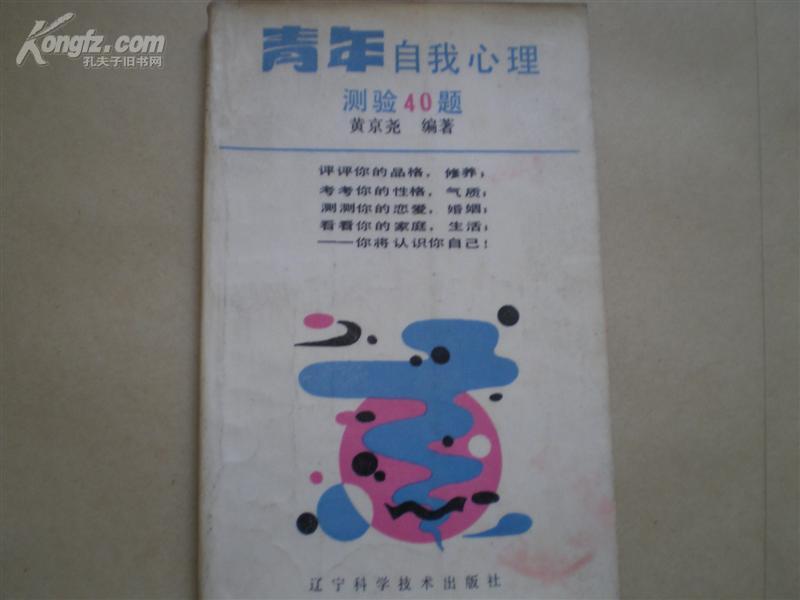 Kongfz.com
孔夫子旧书网
青年自我心理
测验40题
黄京尧 编著
评评你的品格，修养；
考考你的性格，气质；
测测你的恋爱，婚姻；
看看你的家庭，生活；
——你将认识你自己！
辽宁科学技术出版社